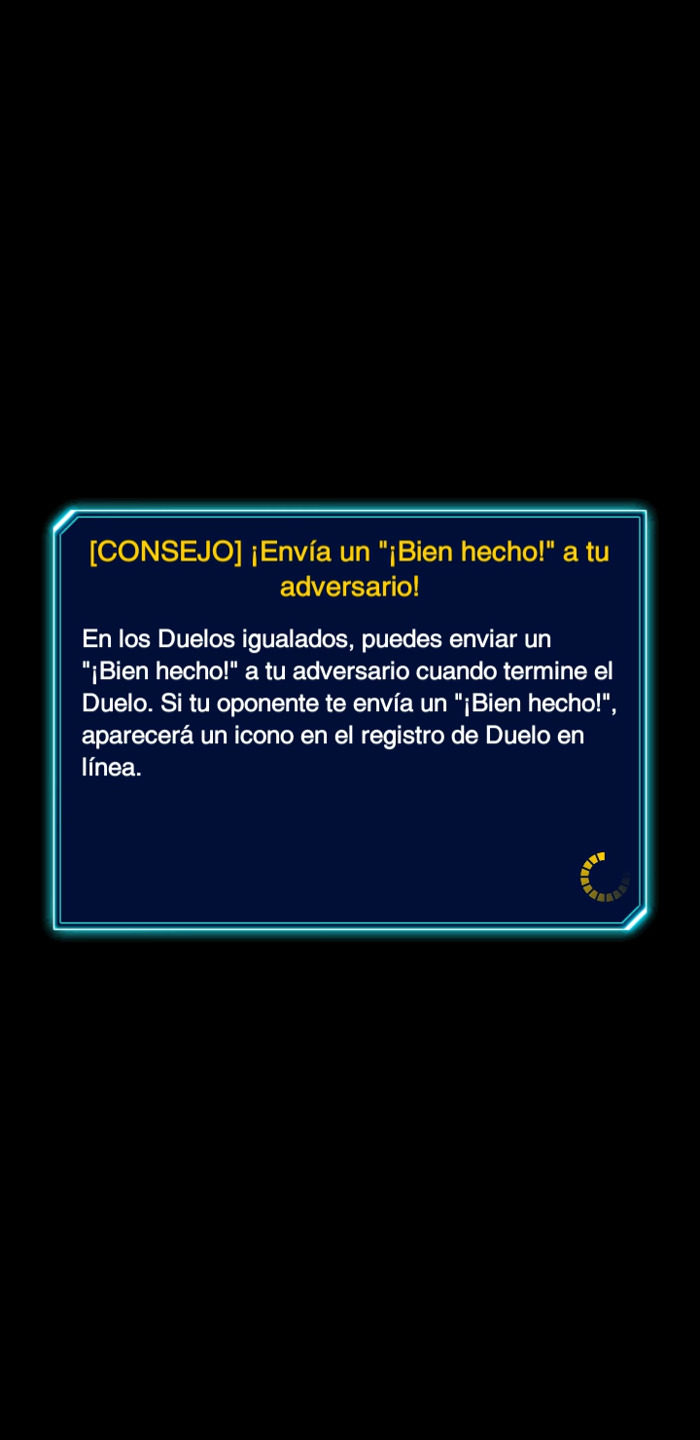 [CONSEJO] ¡Envía un "¡Bien hecho!" a tu
adversario!
En los Duelos igualados, puedes enviar un
"¡Bien hecho!" a tu adversario cuando termine el
Duelo. Si tu oponente te envía un "¡Bien hecho!",
aparecerá un icono en el registro de Duelo en
línea.